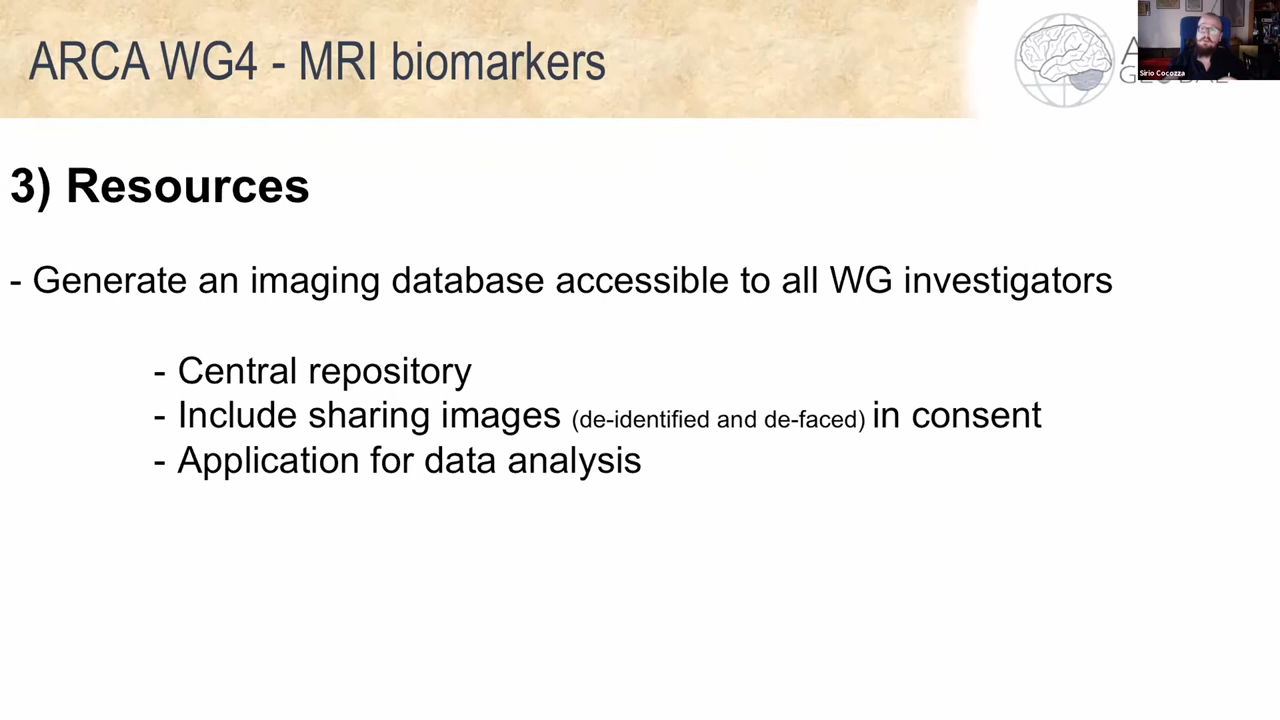 ARCA WG4 - MRI biomarkers
Sirio Cocozza
3) Resources
- Generate an imaging database accessible to all WG investigators
- Central repository
- Include sharing images (de-identified and de-faced) in consent
- Application for data analysis